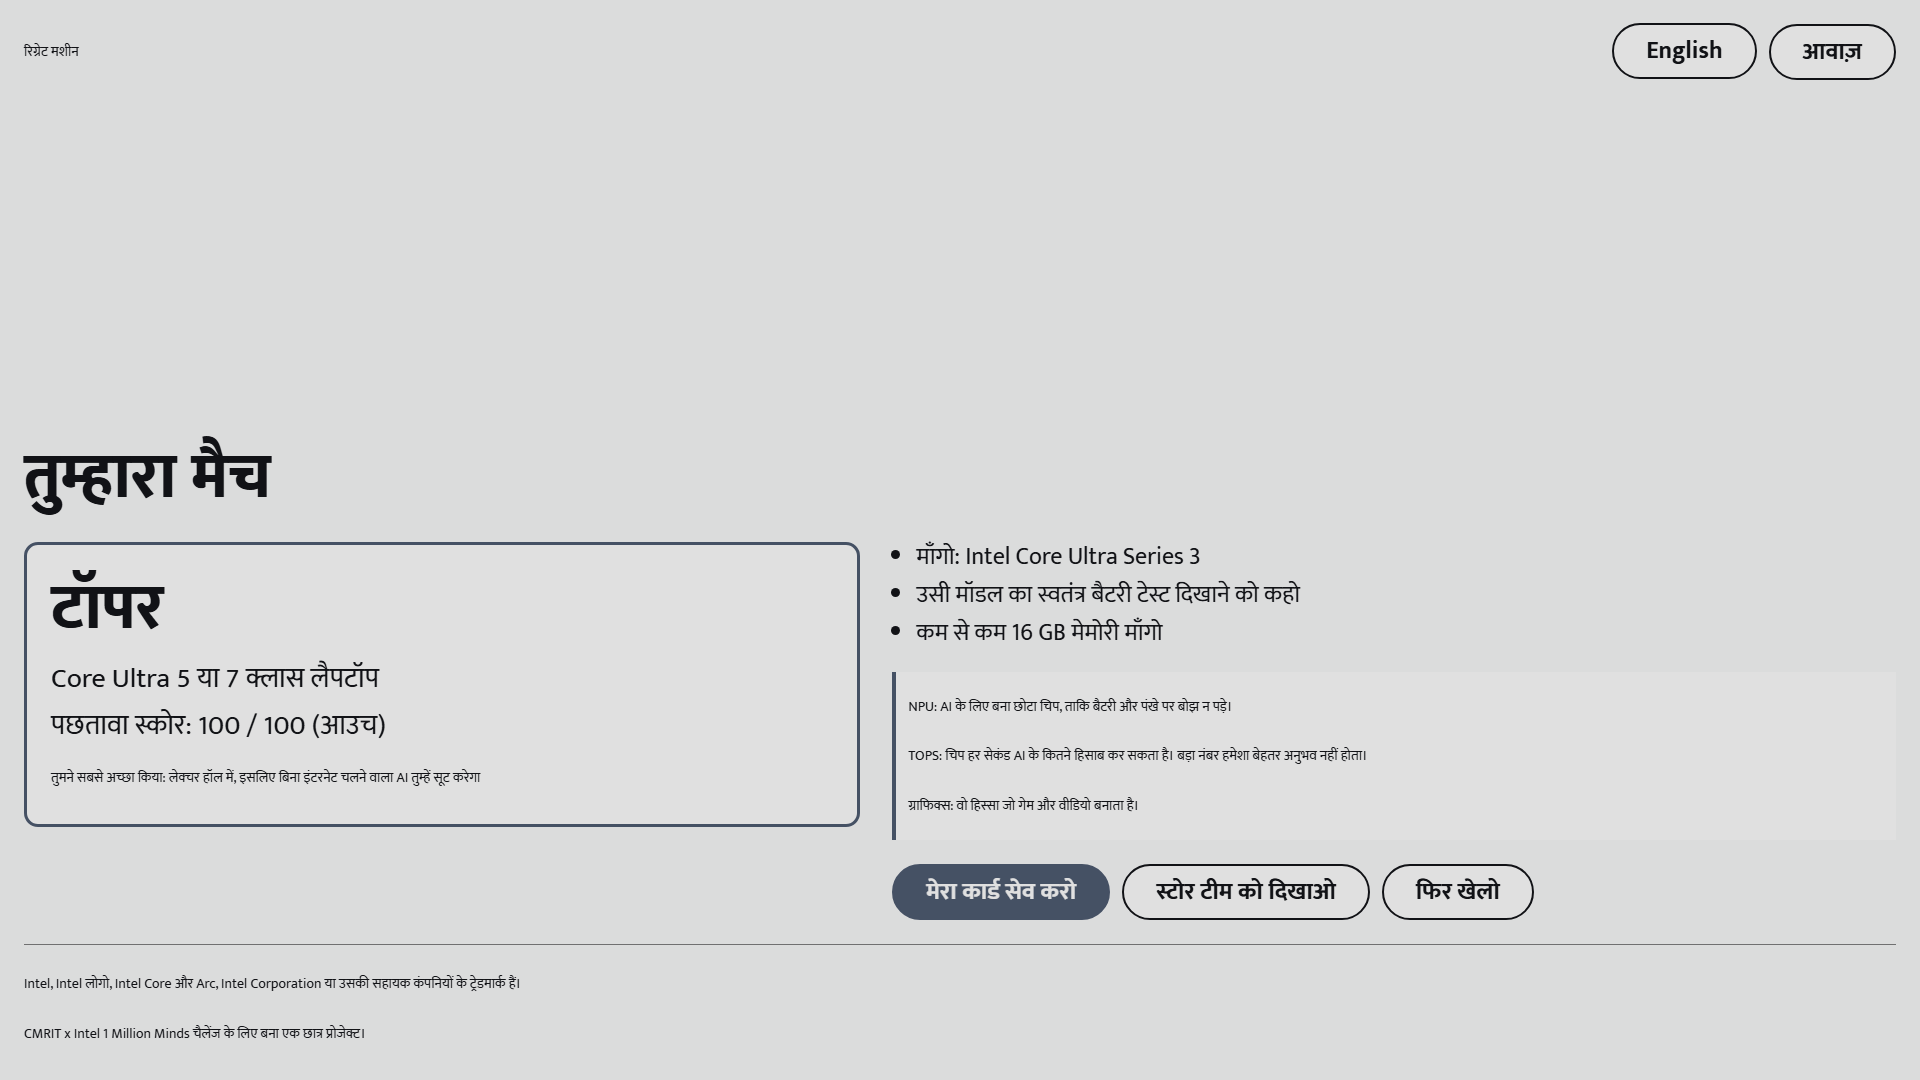 रिग्रेट मशीन
English
आवाज़
तुम्हारा मैच
टॉपर
Core Ultra 5 या 7 क्लास लैपटॉप
पछतावा स्कोर: 100 / 100 (आउच)
तुमने सबसे अच्छा किया: लेक्चर हॉल में, इसलिए बिना इंटरनेट चलने वाला AI तुम्हें सूट करेगा
• माँगो: Intel Core Ultra Series 3
• उसी मॉडल का स्वतंत्र बैटरी टेस्ट दिखाने को कहो
• कम से कम 16 GB मेमोरी माँगो
NPU: AI के लिए बना छोटा चिप, ताकि बैटरी और पंखे पर बोझ न पड़े।
TOPS: चिप हर सेकंड AI के कितने हिसाब कर सकता है। बड़ा नंबर हमेशा बेहतर अनुभव नहीं होता।
ग्राफिक्स: वो हिस्सा जो गेम और वीडियो बनाता है।
मेरा कार्ड सेव करो
स्टोर टीम को दिखाओ
फिर खेलो
Intel, Intel लोगो, Intel Core और Arc, Intel Corporation या उसकी सहायक कंपनियों के ट्रेडमार्क हैं।
CMRIT x Intel 1 Million Minds चैलेंज के लिए बना एक छात्र प्रोजेक्ट।